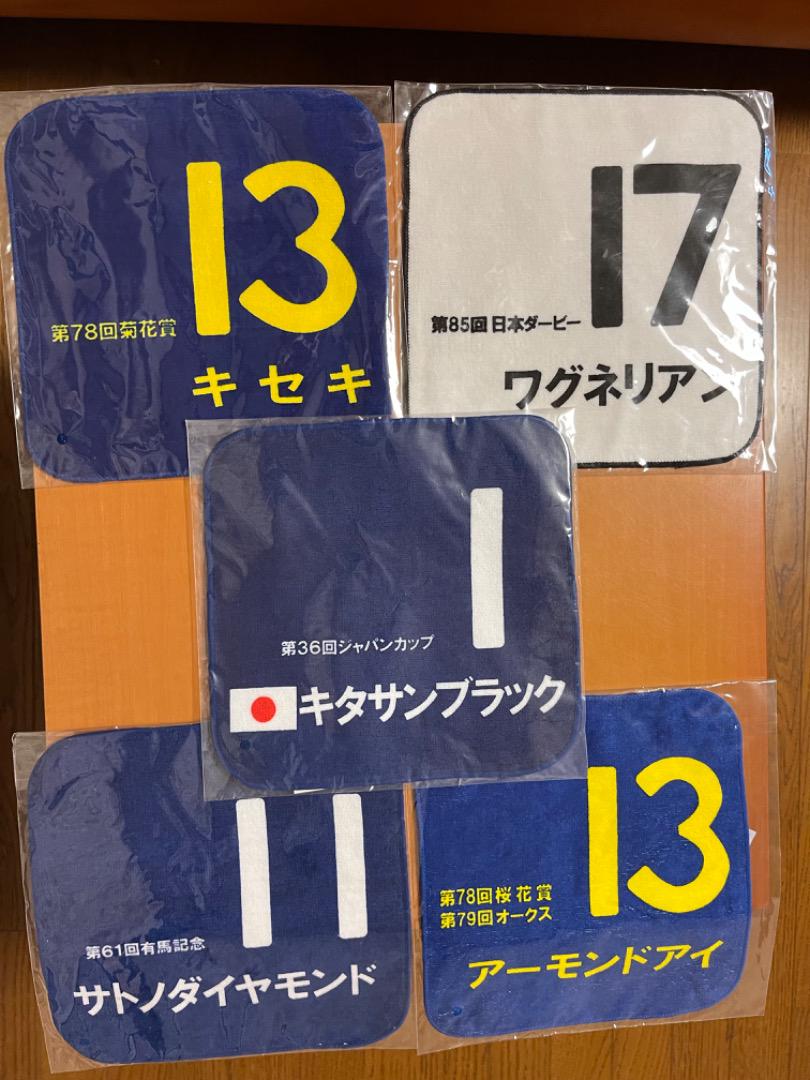 13
第78回菊花賞
キセキ
17
第85回日本ダービー
ワグネリアン
1
第36回ジャパンカップ
キタサンブラック
11
第61回有馬記念
サトノダイヤモンド
13
第78回桜花賞
第79回オークス
アーモンドアイ